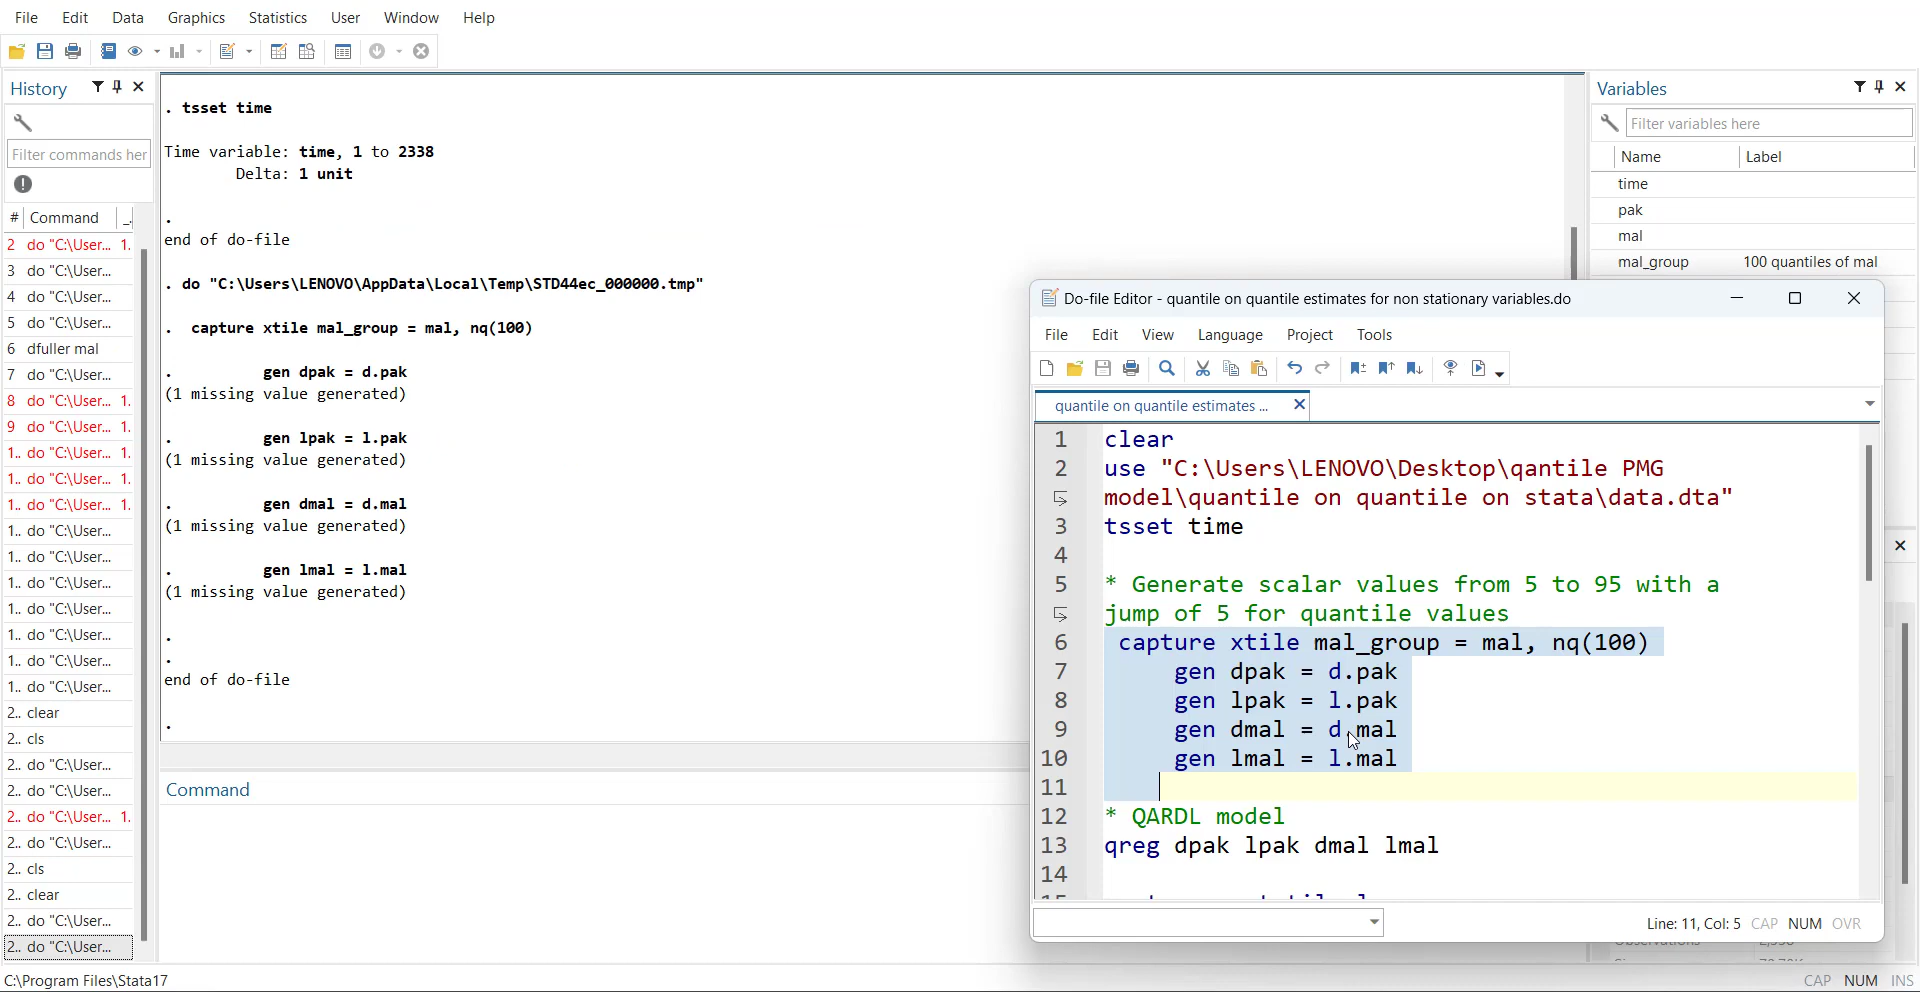 File Edit Data Graphics Statistics User Window Help
History
Filter commands her
# Command _.
2 do "C:\User... 1.
3 do "C:\User...
4 do "C:\User...
5 do "C:\User...
6 dfuller mal
7 do "C:\User...
8 do "C:\User... 1.
9 do "C:\User... 1.
1.. do "C:\User... 1.
1.. do "C:\User... 1.
1.. do "C:\User... 1.
1.. do "C:\User...
1.. do "C:\User...
1.. do "C:\User...
1.. do "C:\User...
1.. do "C:\User...
1.. do "C:\User...
1.. do "C:\User...
2.. clear
2.. cls
2.. do "C:\User...
2.. do "C:\User...
2.. do "C:\User... 1.
2.. do "C:\User...
2.. cls
2.. clear
2.. do "C:\User...
2.. do "C:\User...
. tsset time
Time variable: time, 1 to 2338
Delta: 1 unit
.
end of do-file
. do "C:\Users\LENOVO\AppData\Local\Temp\STD44ec_000000.tmp"
. capture xtile mal_group = mal, nq(100)
. gen dpak = d.pak
(1 missing value generated)
. gen lpak = l.pak
(1 missing value generated)
. gen dmal = d.mal
(1 missing value generated)
. gen lmal = l.mal
(1 missing value generated)
.
.
end of do-file
.
Command
Variables
Filter variables here
Name Label
time
pak
mal
mal_group 100 quantiles of mal
Do-file Editor - quantile on quantile estimates for non stationary variables.do
File Edit View Language Project Tools
quantile on quantile estimates ...
1 clear
2 use "C:\Users\LENOVO\Desktop\qantile PMG
model\quantile on quantile on stata\data.dta"
3 tsset time
4
5 * Generate scalar values from 5 to 95 with a
jump of 5 for quantile values
6 capture xtile mal_group = mal, nq(100)
7 gen dpak = d.pak
8 gen lpak = l.pak
9 gen dmal = d.mal
10 gen lmal = l.mal
11
12 * QARDL model
13 qreg dpak lpak dmal lmal
14
Line: 11, Col: 5 CAP NUM OVR
C:\Program Files\Stata17
CAP NUM INS